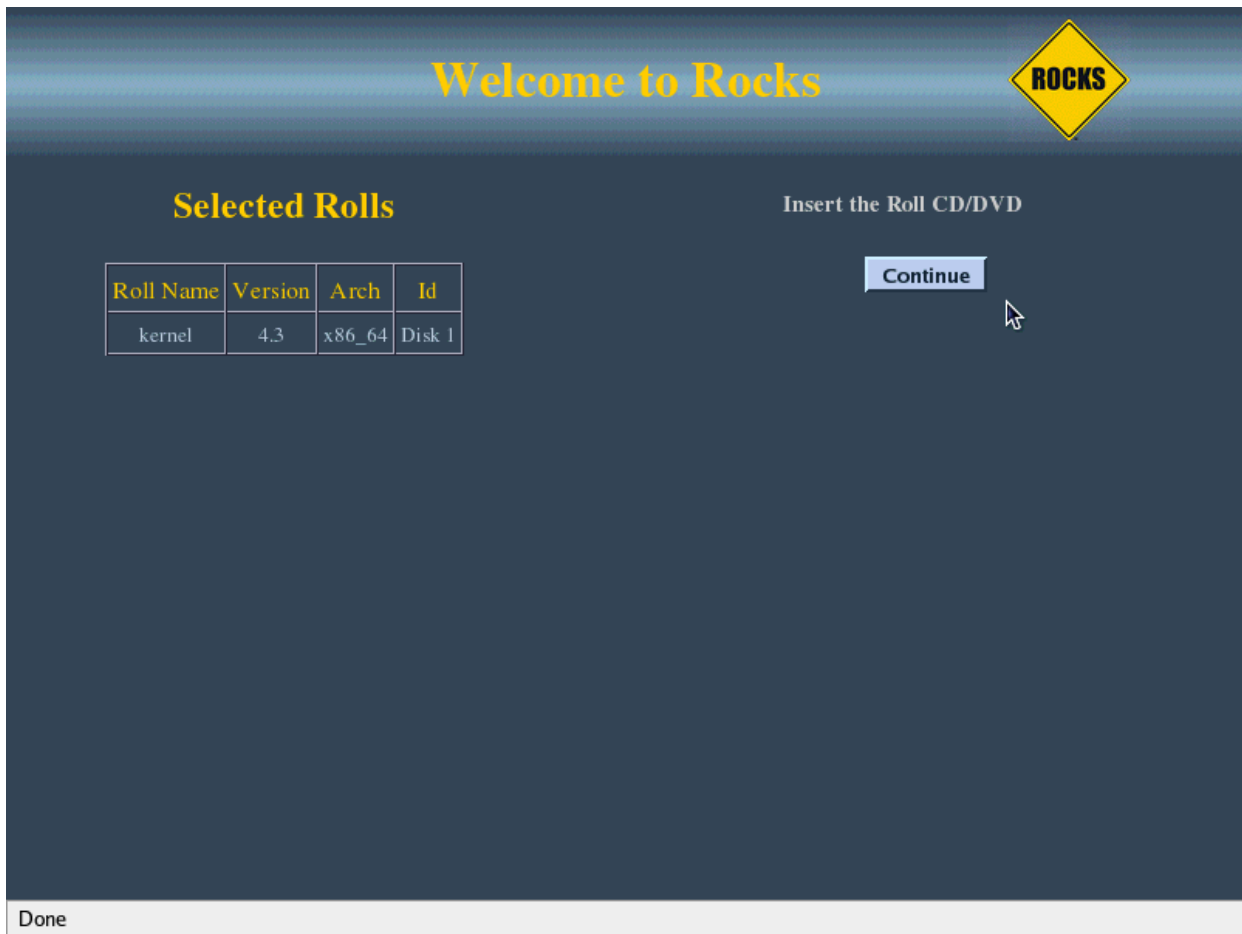 Welcome to Rocks
ROCKS
Selected Rolls
Insert the Roll CD/DVD
Continue
Roll Name Version Arch Id
kernel 4.3 x86_64 Disk 1
Done